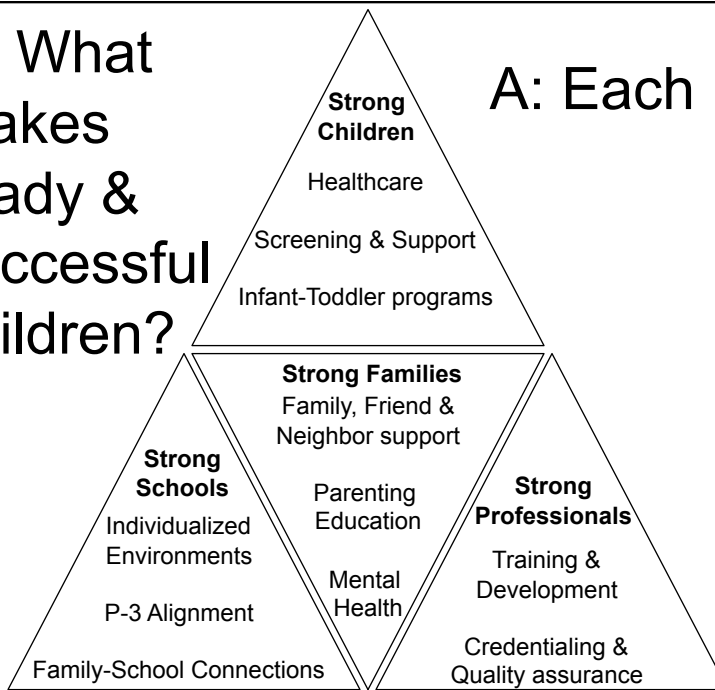 What
akes
ady &
ccessful
ildren?
A: Each
Strong
Children
Healthcare
Screening & Support
Infant-Toddler programs
Strong Families
Family, Friend &
Neighbor support
Parenting
Education
Mental
Health
Strong
Schools
Individualized
Environments
P-3 Alignment
Family-School Connections
Strong
Professionals
Training &
Development
Credentialing &
Quality assurance